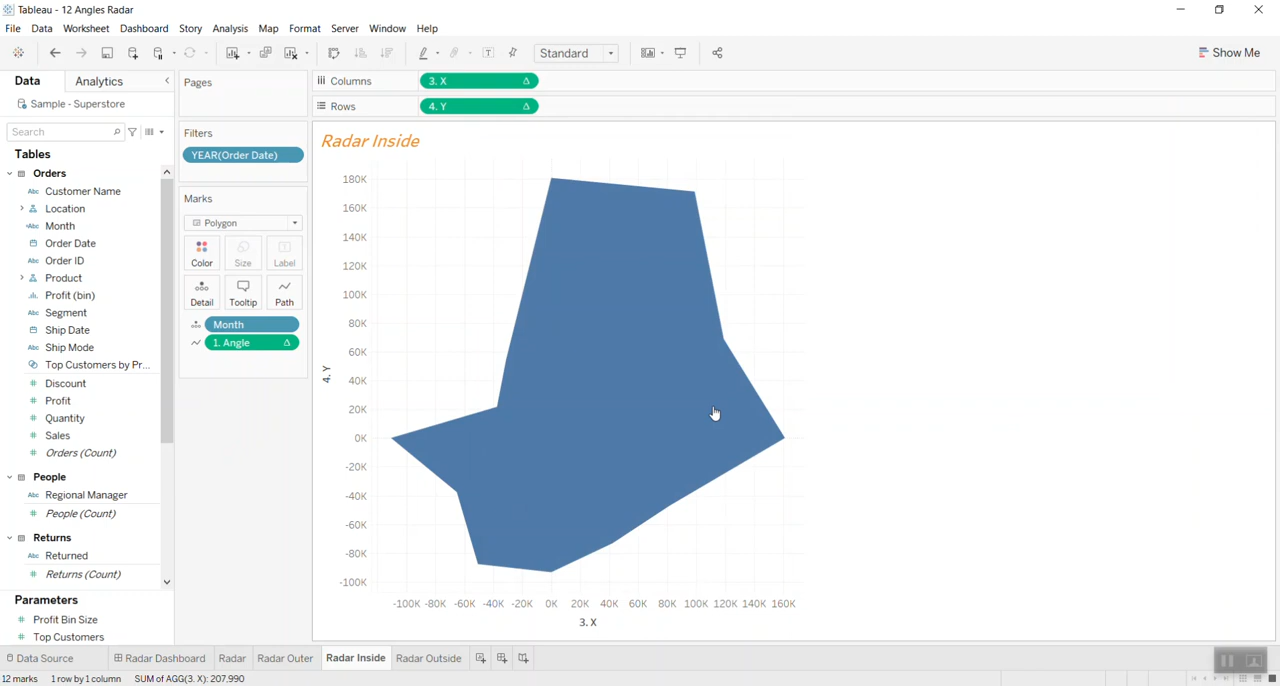 Tableau - 12 Angles Radar
File Data Worksheet Dashboard Story Analysis Map Format Server Window Help
Standard
Show Me
Data Analytics
Sample - Superstore
Search
Tables
Orders
Abc Customer Name
Location
Abc Month
Order Date
Abc Order ID
Product
Profit (bin)
Abc Segment
Ship Date
Abc Ship Mode
Top Customers by Pr...
# Discount
# Profit
# Quantity
# Sales
# Orders (Count)
People
Abc Regional Manager
# People (Count)
Returns
Abc Returned
# Returns (Count)
Parameters
# Profit Bin Size
# Top Customers
Pages
Filters
YEAR(Order Date)
Marks
Polygon
Color Size Label
Detail Tooltip Path
Month
1. Angle Δ
Columns 3. X Δ
Rows 4. Y Δ
Radar Inside
180K
160K
140K
120K
100K
80K
60K
40K
20K
0K
-20K
-40K
-60K
-80K
-100K
4. Y
-100K -80K -60K -40K -20K 0K 20K 40K 60K 80K 100K 120K 140K 160K
3. X
Data Source Radar Dashboard Radar Radar Outer Radar Inside Radar Outside
12 marks 1 row by 1 column SUM of AGG(3. X): 207,990